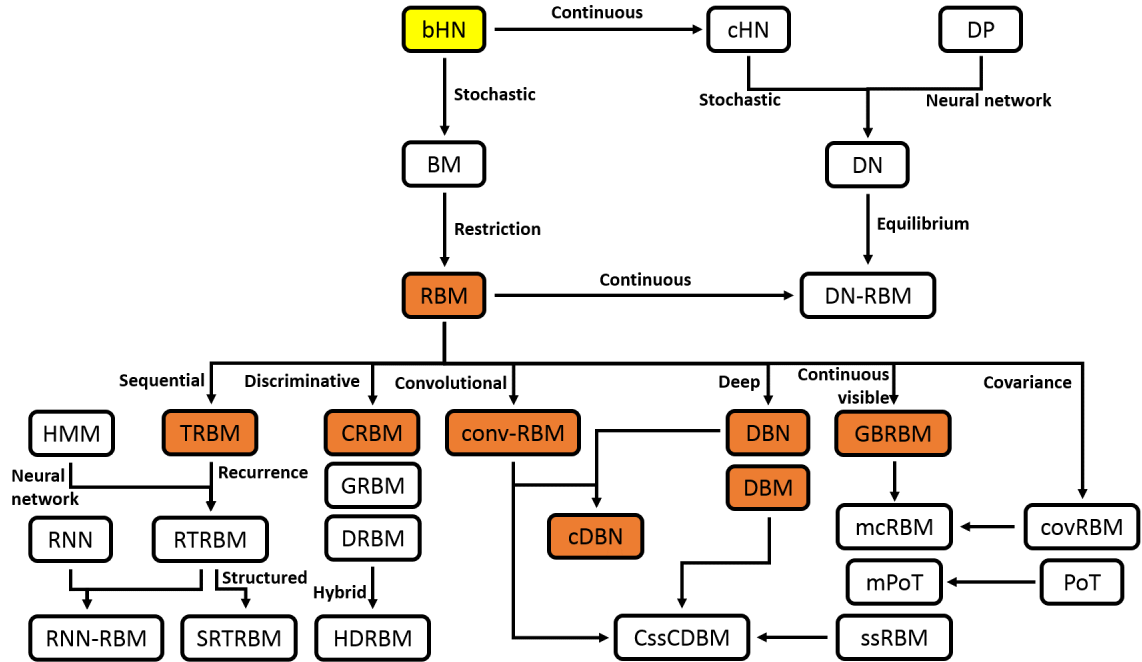 bHN
Continuous
cHN
DP
Stochastic
Stochastic
Neural network
BM
DN
Restriction
Equilibrium
RBM
Continuous
DN-RBM
Sequential
Discriminative
Convolutional
Deep
Continuous
visible
Covariance
HMM
TRBM
CRBM
conv-RBM
DBN
GBRBM
Neural
network
Recurrence
GRBM
DBM
RNN
RTRBM
DRBM
cDBN
mcRBM
covRBM
Structured
Hybrid
mPoT
PoT
RNN-RBM
SRTRBM
HDRBM
CssCDBM
ssRBM